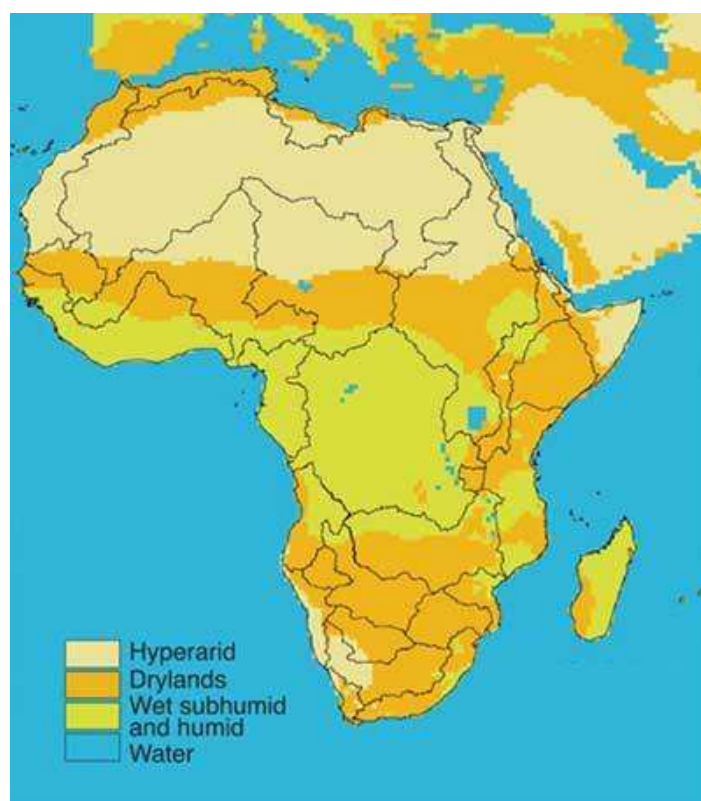 Hyperarid
Drylands
Wet subhumid
and humid
Water